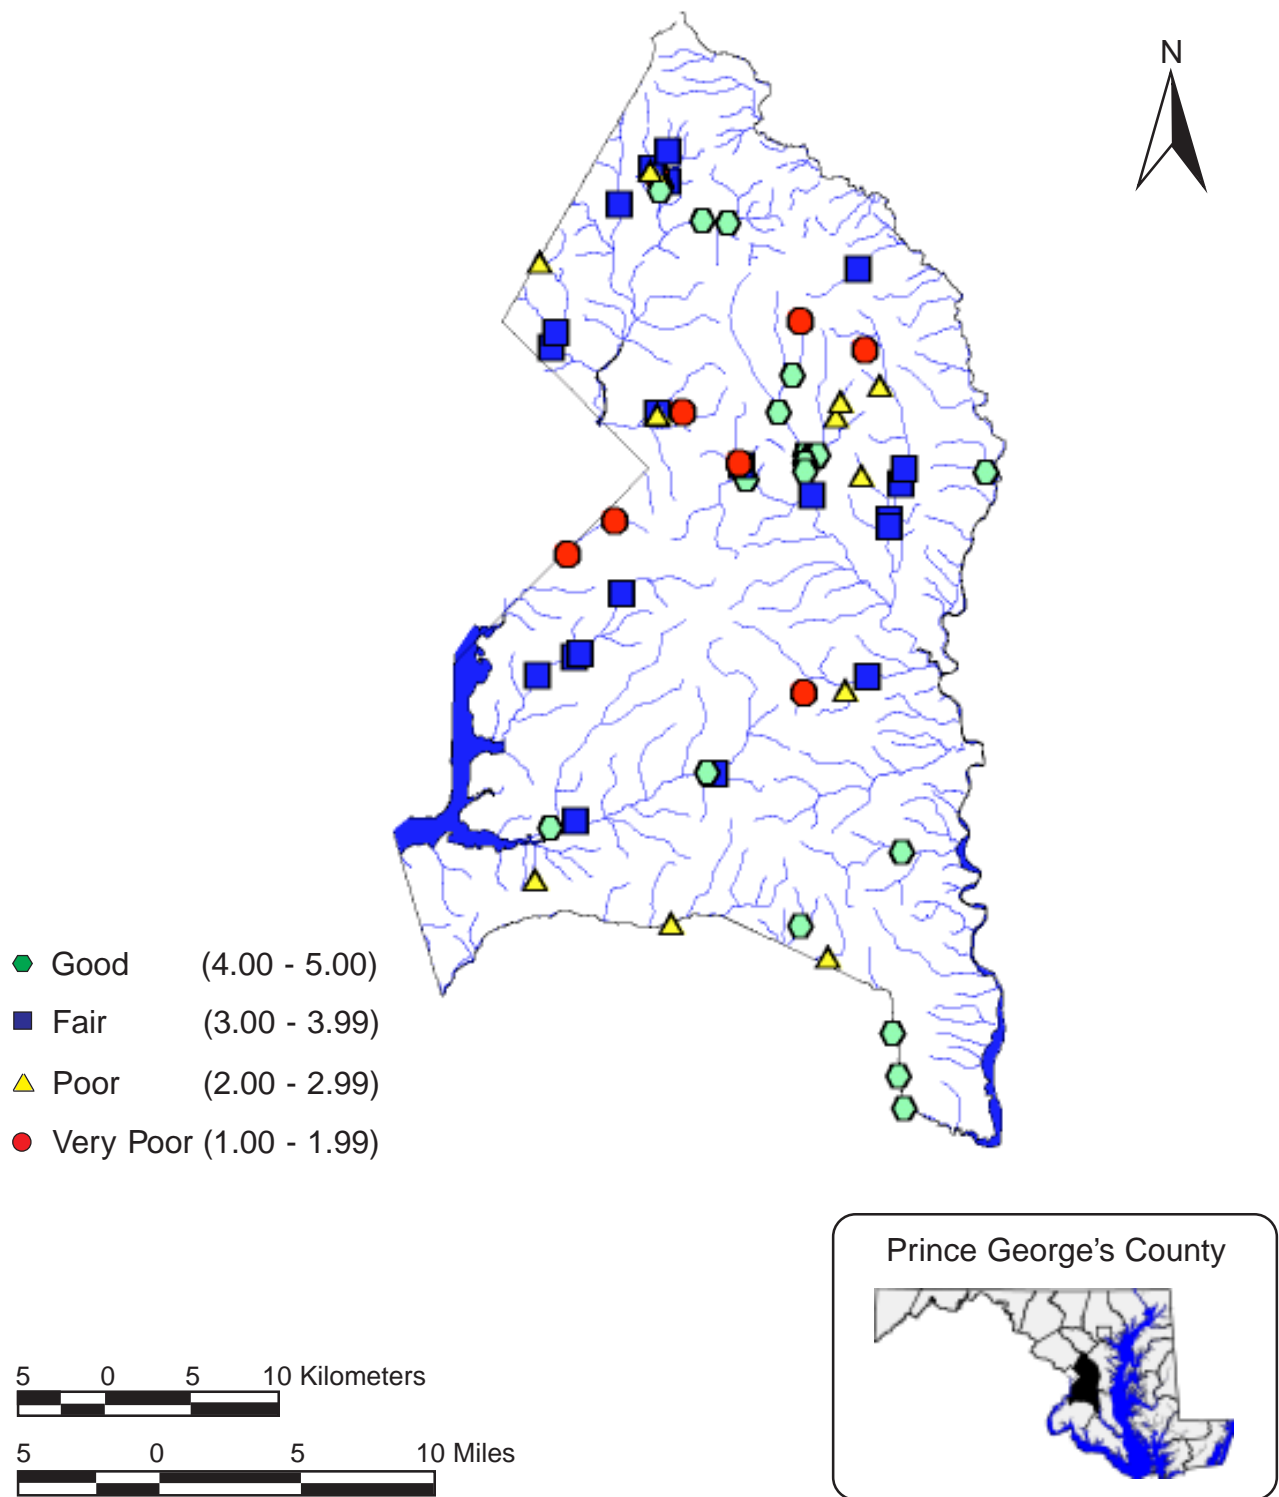 N
Good (4.00 - 5.00)
Fair (3.00 - 3.99)
Poor (2.00 - 2.99)
Very Poor (1.00 - 1.99)
Prince George's County
5 0 5 10 Kilometers
5 0 5 10 Miles